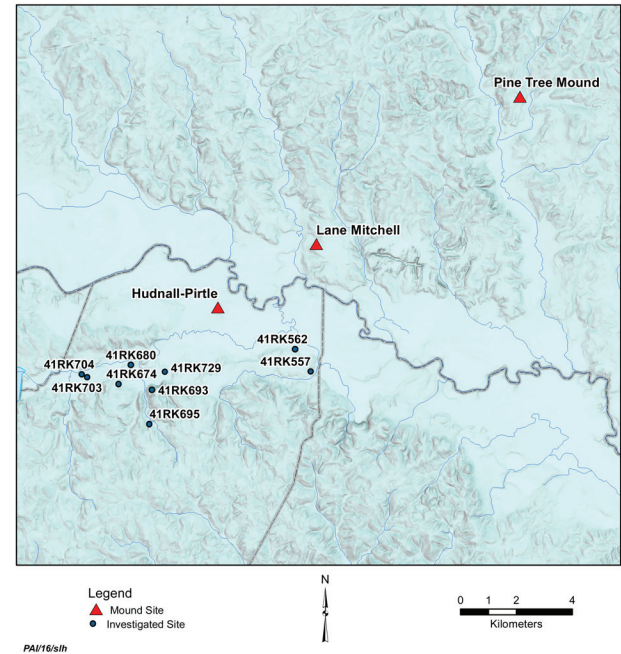 Pine Tree Mound
Lane Mitchell
Hudnall-Pirtle
41RK562
41RK704
41RK680
41RK557
41RK674
41RK729
41RK703
41RK693
41RK695
Legend
Mound Site
Investigated Site
N
0 1 2 4
Kilometers
PAI/16/slh